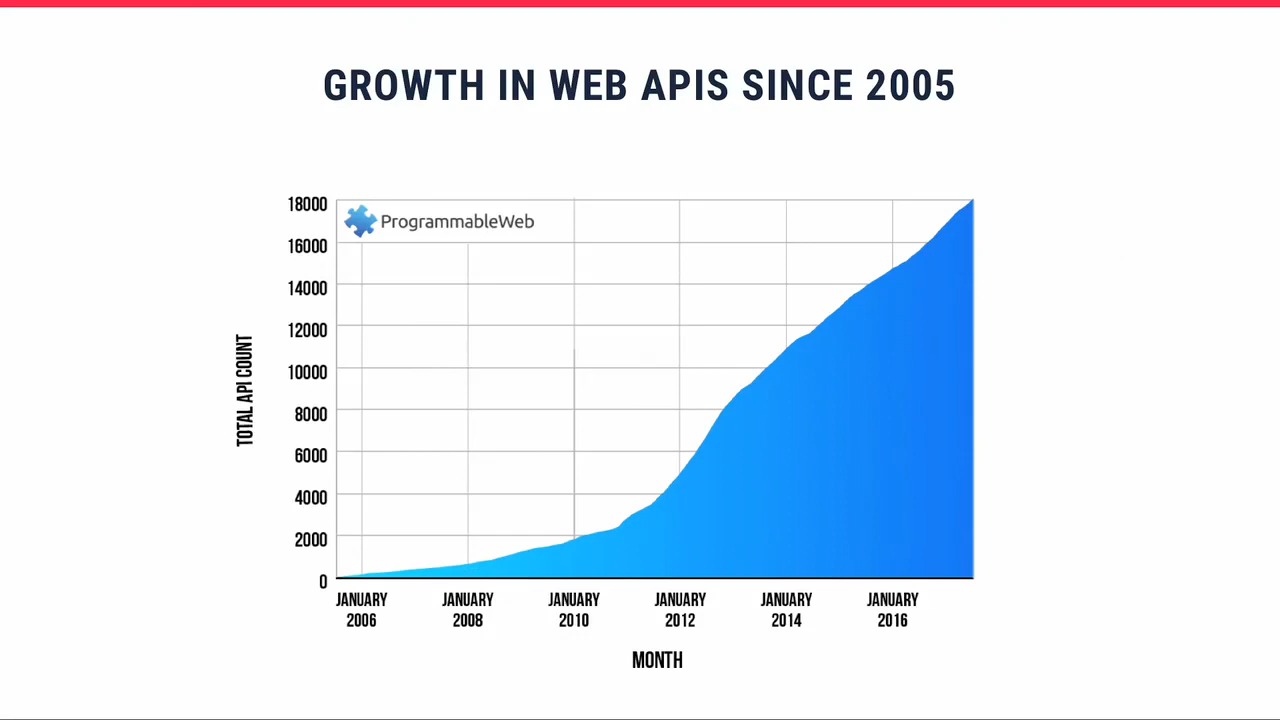 GROWTH IN WEB APIS SINCE 2005
ProgrammableWeb
18000
16000
14000
12000
10000
8000
6000
4000
2000
0
TOTAL API COUNT
JANUARY 2006
JANUARY 2008
JANUARY 2010
JANUARY 2012
JANUARY 2014
JANUARY 2016
MONTH